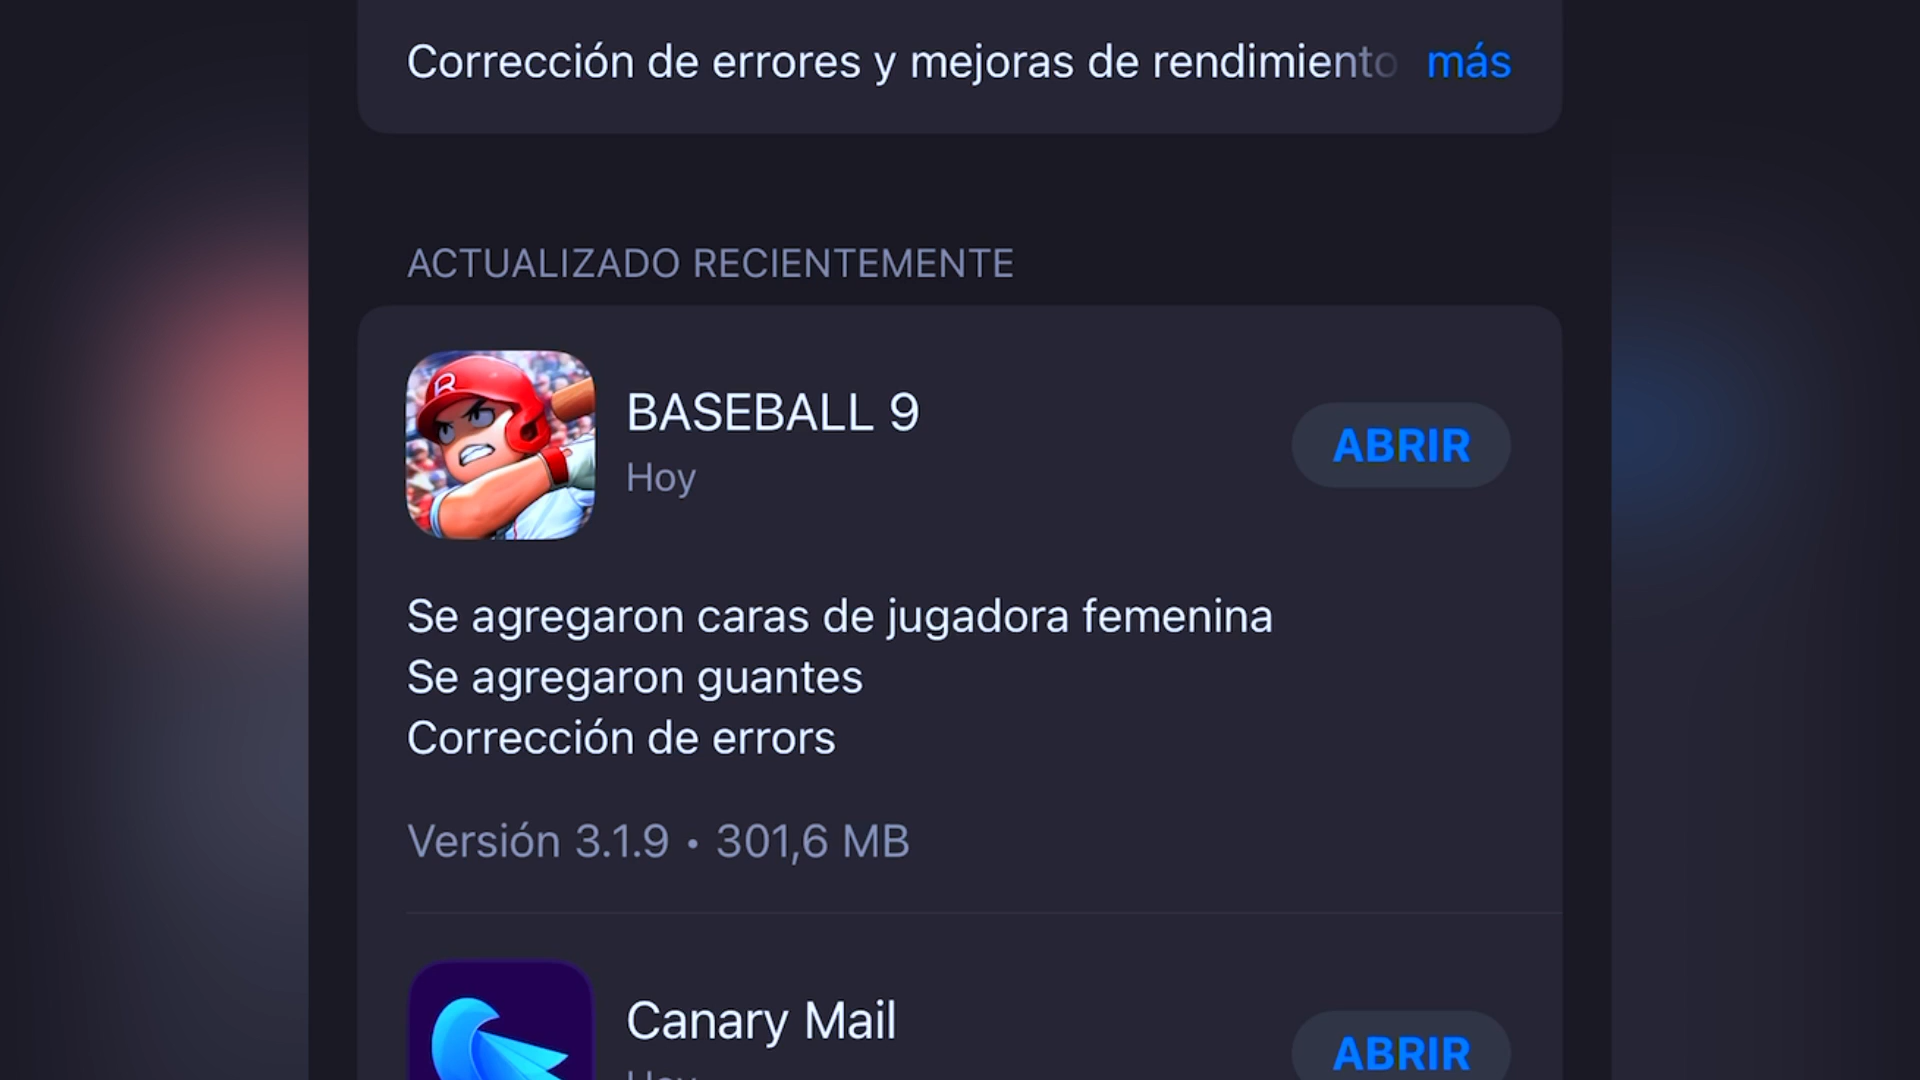 Corrección de errores y mejoras de rendimiento más
ACTUALIZADO RECIENTEMENTE
R
BASEBALL 9
ABRIR
Hoy
Se agregaron caras de jugadora femenina
Se agregaron guantes
Corrección de errors
Versión 3.1.9 • 301,6 MB
Canary Mail
ABRIR
Hoy